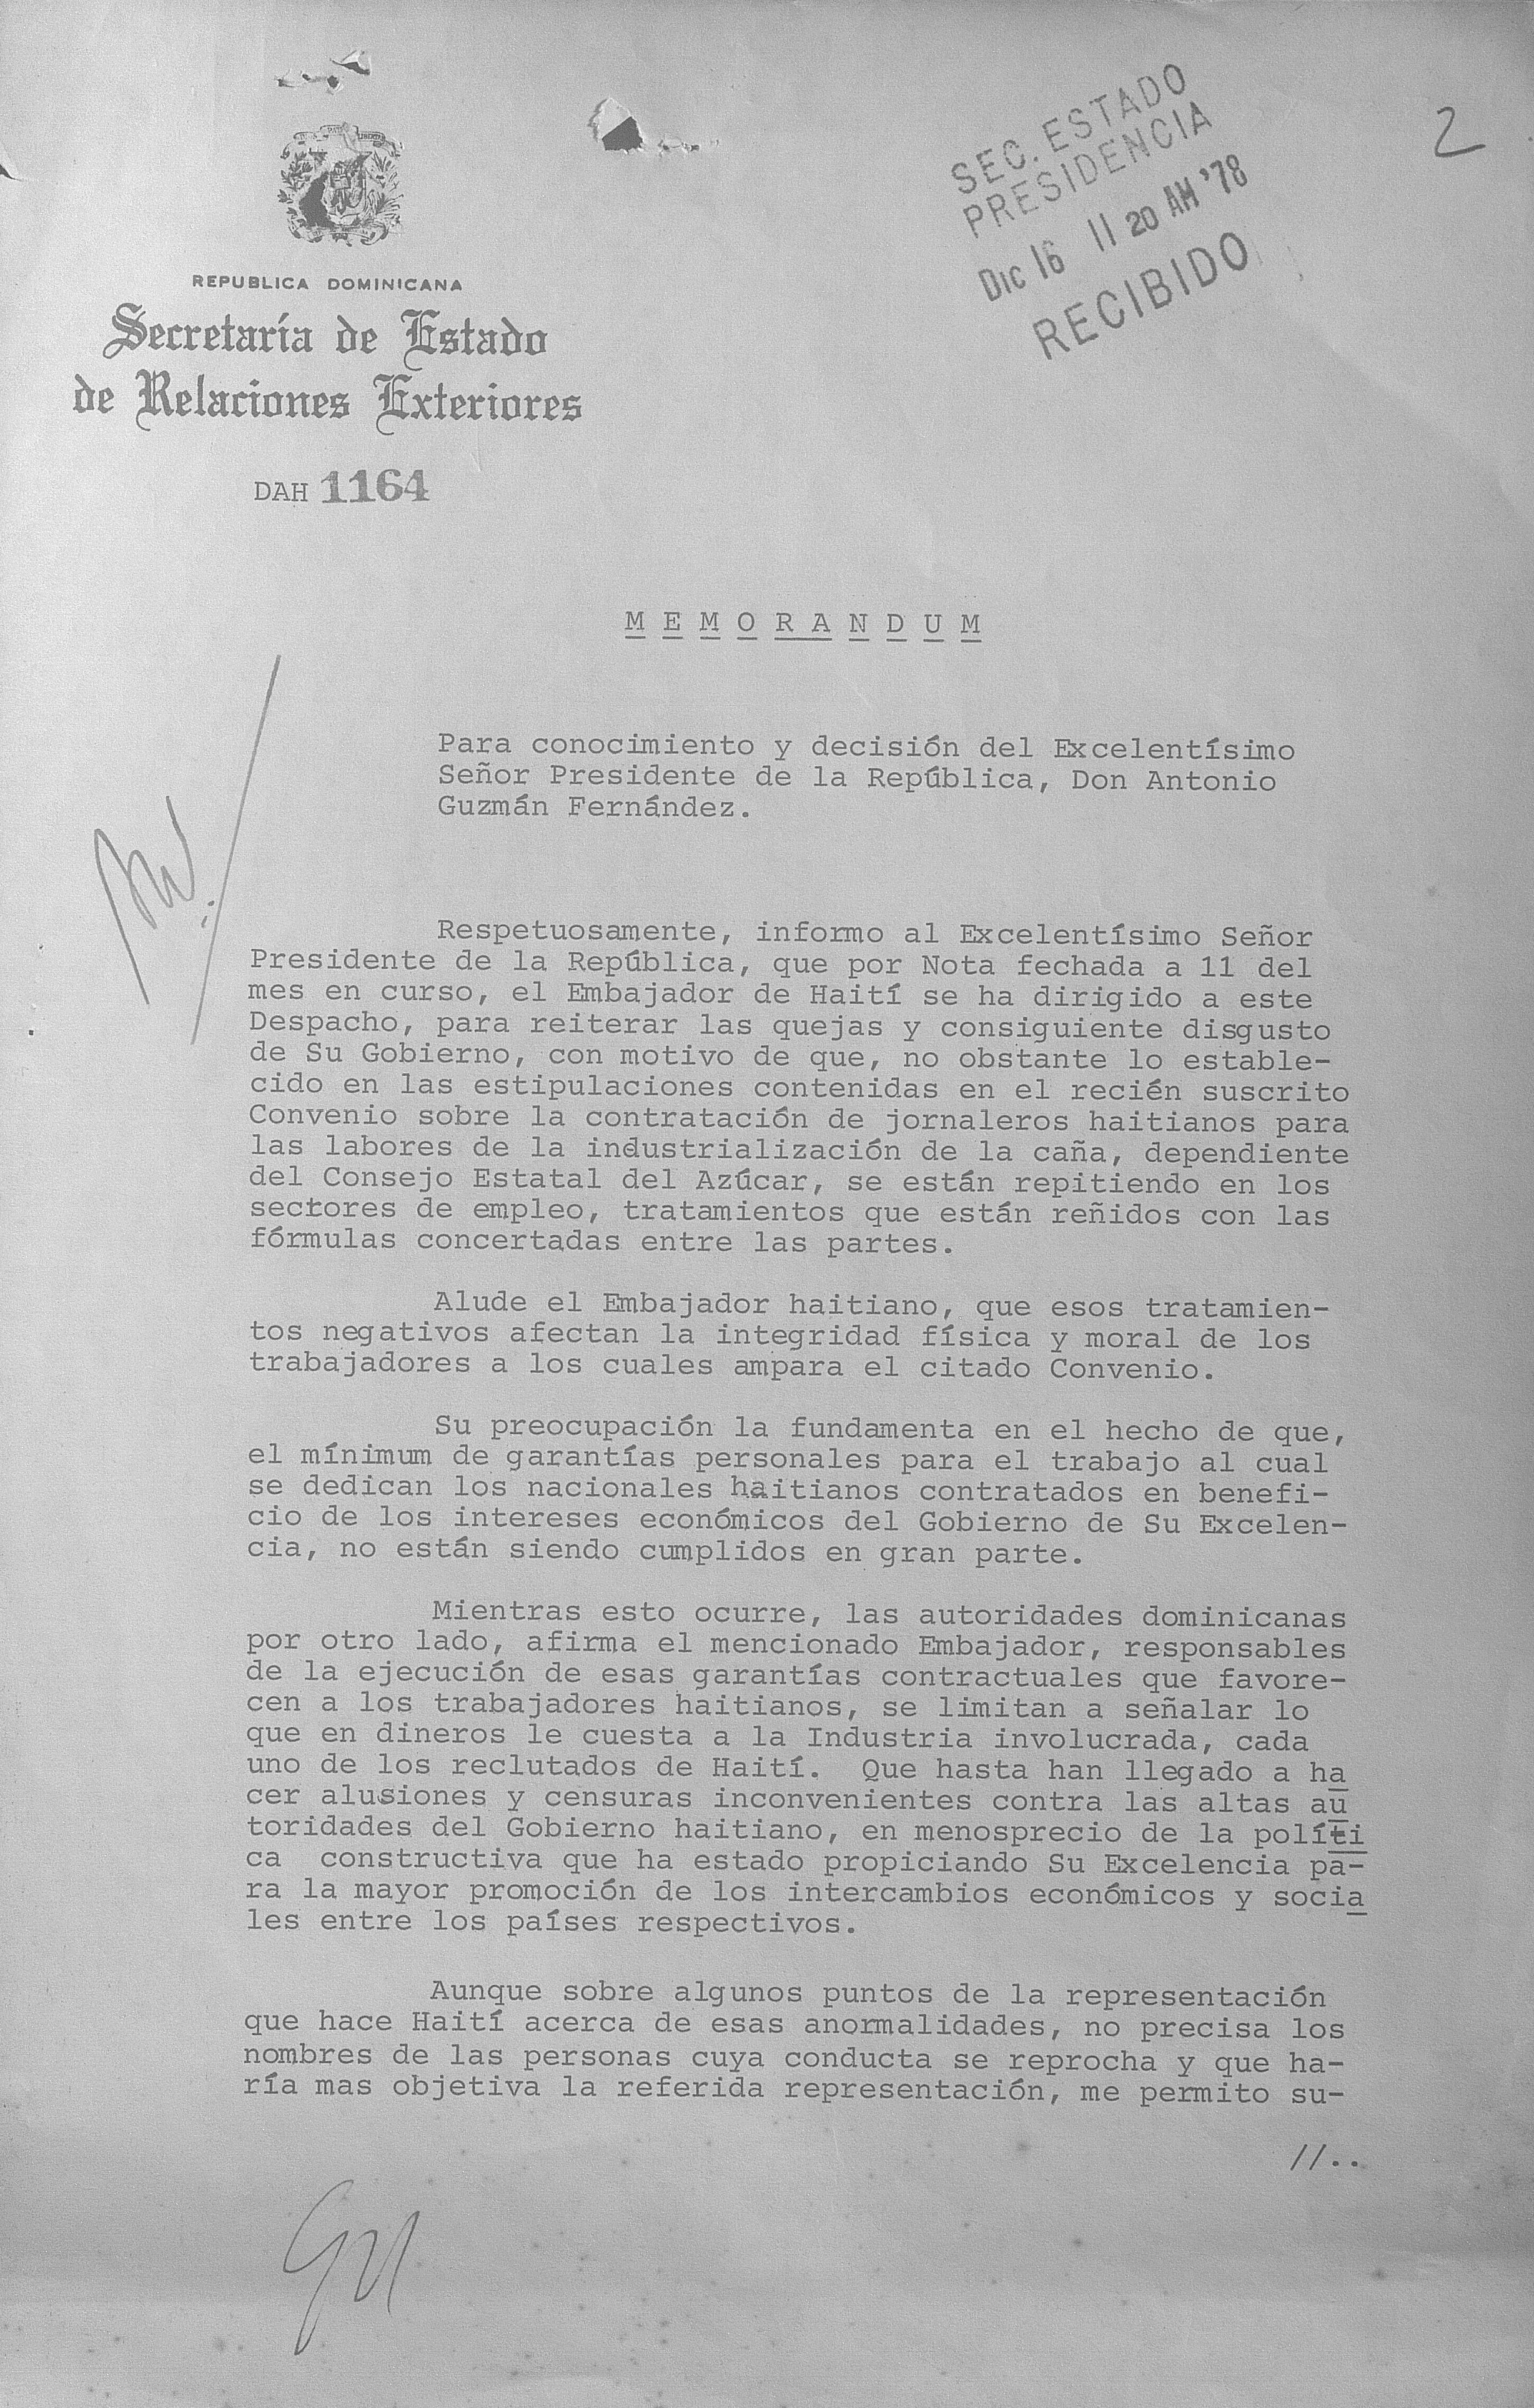 SEC. ESTADO
PRESIDENCIA
DIC 16 11 20 AM '78
RECIBIDO
2
REPUBLICA DOMINICANA
Secretaría de Estado
de Relaciones Exteriores
DAH 1164
MEMORANDUM
Para conocimiento y decisión del Excelentísimo
Señor Presidente de la República, Don Antonio
Guzmán Fernández.
Respetuosamente, informo al Excelentísimo Señor
Presidente de la República, que por Nota fechada a 11 del
mes en curso, el Embajador de Haití se ha dirigido a este
Despacho, para reiterar las quejas y consiguiente disgusto
de Su Gobierno, con motivo de que, no obstante lo estable-
cido en las estipulaciones contenidas en el recién suscrito
Convenio sobre la contratación de jornaleros haitianos para
las labores de la industrialización de la caña, dependiente
del Consejo Estatal del Azúcar, se están repitiendo en los
sectores de empleo, tratamientos que están reñidos con las
fórmulas concertadas entre las partes.
Alude el Embajador haitiano, que esos tratamien-
tos negativos afectan la integridad física y moral de los
trabajadores a los cuales ampara el citado Convenio.
Su preocupación la fundamenta en el hecho de que,
el mínimum de garantías personales para el trabajo al cual
se dedican los nacionales haitianos contratados en benefi-
cio de los intereses económicos del Gobierno de Su Excelen-
cia, no están siendo cumplidos en gran parte.
Mientras esto ocurre, las autoridades dominicanas
por otro lado, afirma el mencionado Embajador, responsables
de la ejecución de esas garantías contractuales que favore-
cen a los trabajadores haitianos, se limitan a señalar lo
que en dineros le cuesta a la Industria involucrada, cada
uno de los reclutados de Haití. Que hasta han llegado a ha
cer alusiones y censuras inconvenientes contra las altas au
toridades del Gobierno haitiano, en menosprecio de la políti
ca constructiva que ha estado propiciando Su Excelencia pa-
ra la mayor promoción de los intercambios económicos y socia
les entre los países respectivos.
Aunque sobre algunos puntos de la representación
que hace Haití acerca de esas anormalidades, no precisa los
nombres de las personas cuya conducta se reprocha y que ha-
ría mas objetiva la referida representación, me permito su-
//..